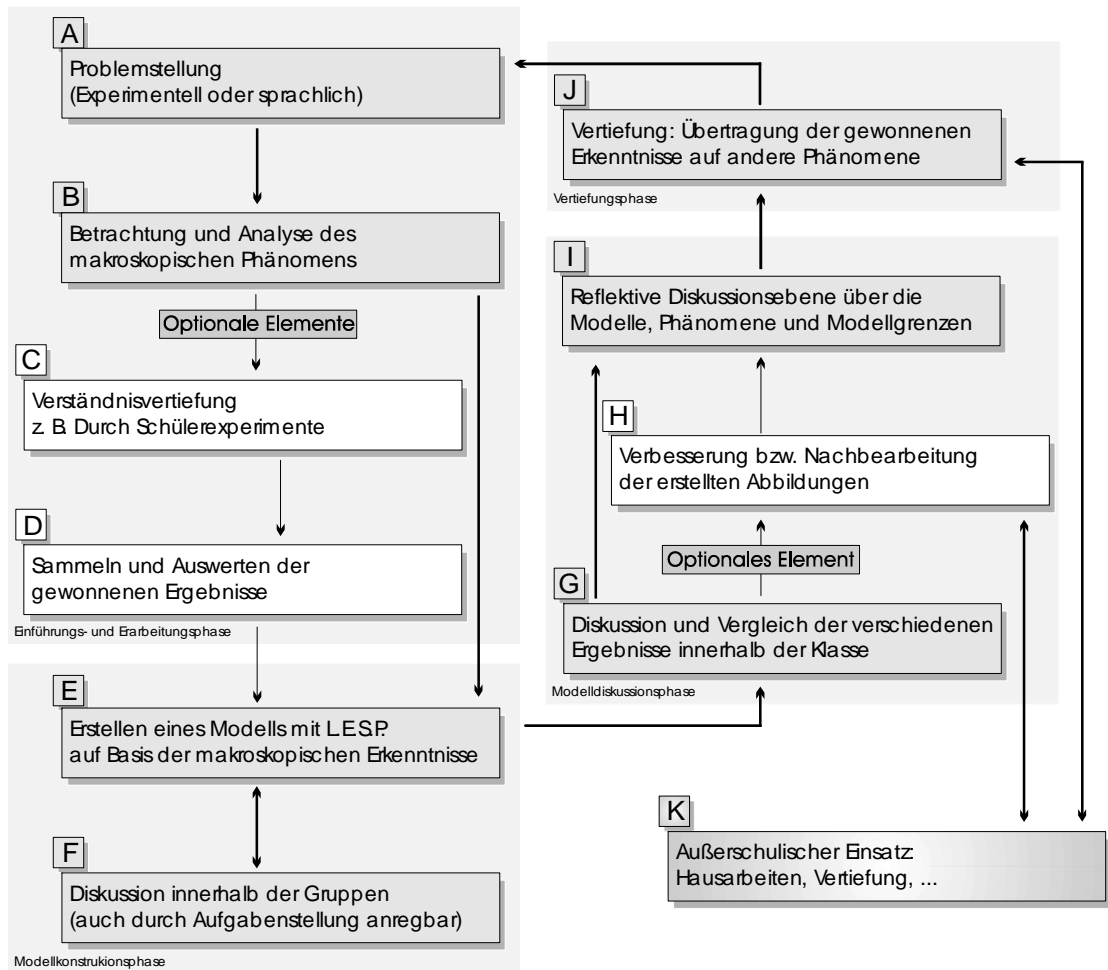 A
Problemstellung
(Experimentell oder sprachlich)
B
Betrachtung und Analyse des
makroskopischen Phänomens
Optionale Elemente
C
Verständnisvertiefung
z. B. Durch Schülerexperimente
D
Sammeln und Auswerten der
gewonnenen Ergebnisse
Einführungs- und Erarbeitungsphase
E
Erstellen eines Modells mit L.E.S.P.
auf Basis der makroskopischen Erkenntnisse
F
Diskussion innerhalb der Gruppen
(auch durch Aufgabenstellung anregbar)
Modellkonstrukionsphase
J
Vertiefung: Übertragung der gewonnenen
Erkenntnisse auf andere Phänomene
Vertiefungsphase
I
Reflektive Diskussionsebene über die
Modelle, Phänomene und Modellgrenzen
H
Verbesserung bzw. Nachbearbeitung
der erstellten Abbildungen
Optionales Element
G
Diskussion und Vergleich der verschiedenen
Ergebnisse innerhalb der Klasse
Modelldiskussionsphase
K
Außerschulischer Einsatz:
Hausarbeiten, Vertiefung, ...